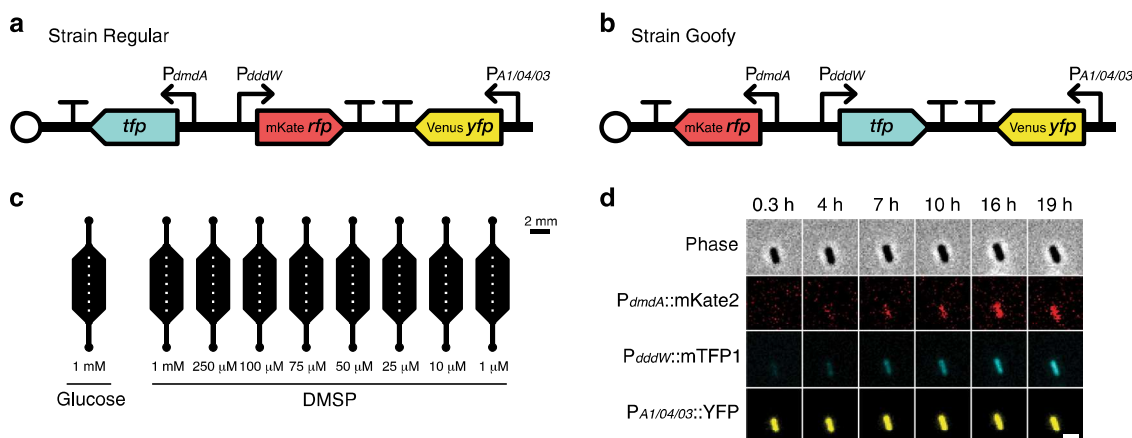 a Strain Regular
PdmdA PdddW PA1/04/03
tfp mKate rfp Venus yfp
b Strain Goofy
PdmdA PdddW PA1/04/03
mKate rfp tfp Venus yfp
c
2 mm
1 mM 1 mM 250 μM 100 μM 75 μM 50 μM 25 μM 10 μM 1 μM
Glucose DMSP
d 0.3 h 4 h 7 h 10 h 16 h 19 h
Phase
PdmdA::mKate2
PdddW::mTFP1
PA1/04/03::YFP